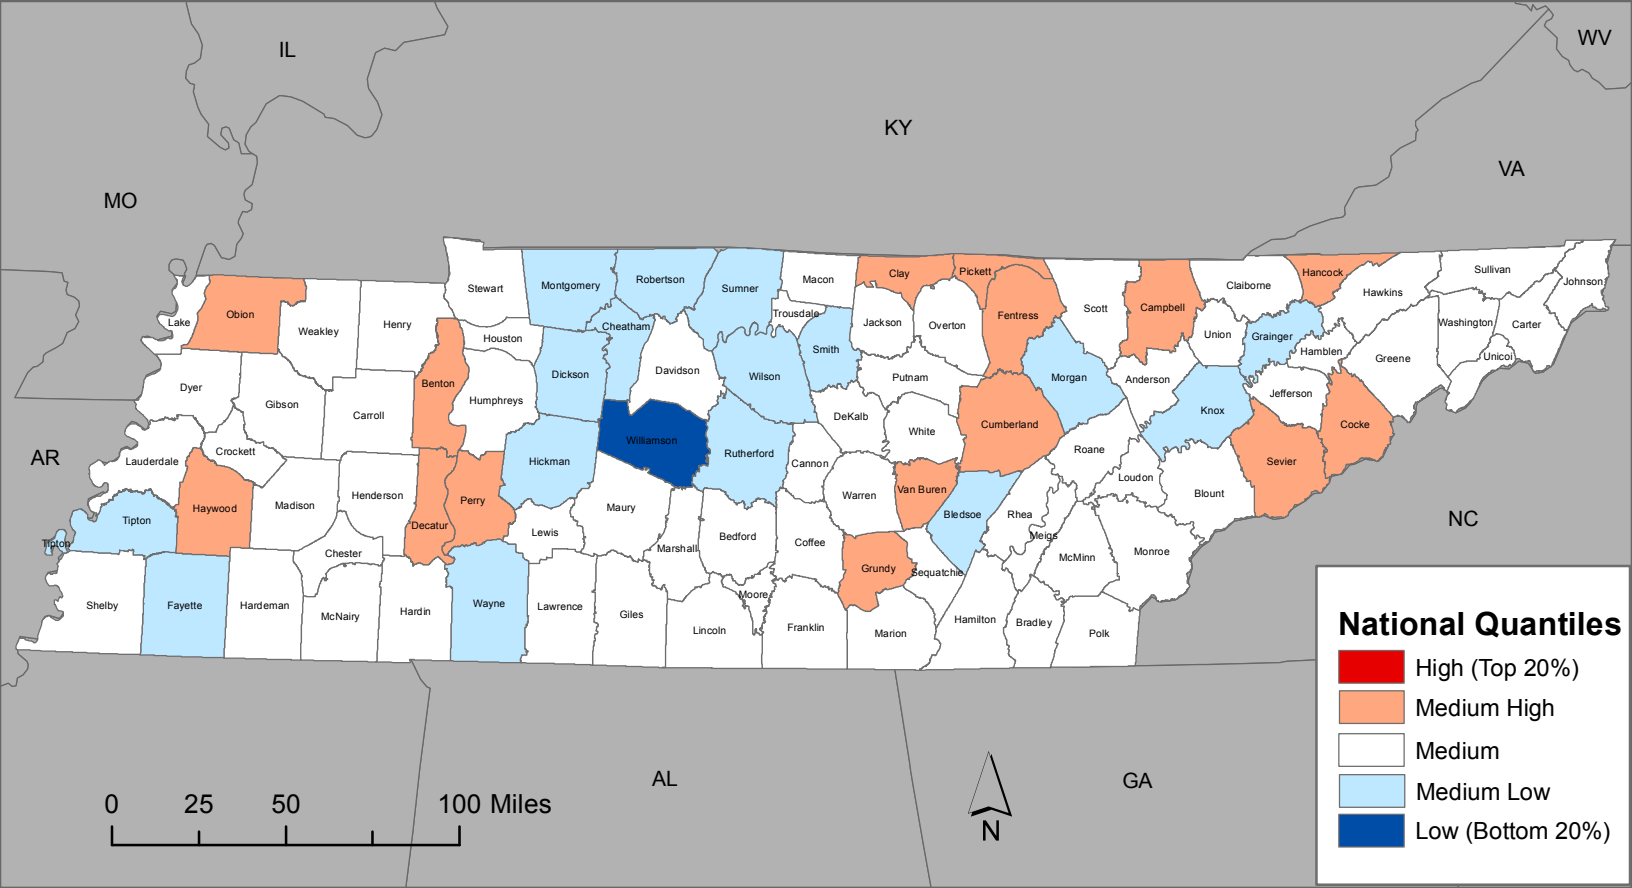 IL
WV
KY
VA
MO
AR
NC
AL
GA
Stewart
Montgomery
Robertson
Sumner
Macon
Clay
Pickett
Scott
Campbell
Claiborne
Hancock
Hawkins
Sullivan
Johnson
Lake
Obion
Weakley
Henry
Houston
Cheatham
Trousdale
Jackson
Overton
Fentress
Union
Grainger
Hamblen
Washington
Carter
Unicoi
Greene
Dyer
Gibson
Carroll
Benton
Humphreys
Dickson
Davidson
Wilson
Smith
Putnam
Morgan
Anderson
Knox
Jefferson
Cocke
Lauderdale
Crockett
Haywood
Madison
Henderson
Decatur
Perry
Hickman
Williamson
Rutherford
Cannon
DeKalb
White
Cumberland
Roane
Loudon
Blount
Sevier
Tipton
Tipton
Chester
Lewis
Maury
Marshall
Bedford
Coffee
Warren
Van Buren
Bledsoe
Rhea
Meigs
McMinn
Monroe
Shelby
Fayette
Hardeman
McNairy
Hardin
Wayne
Lawrence
Giles
Lincoln
Moore
Franklin
Grundy
Sequatchie
Marion
Hamilton
Bradley
Polk
0 25 50 100 Miles
N
National Quantiles
High (Top 20%)
Medium High
Medium
Medium Low
Low (Bottom 20%)